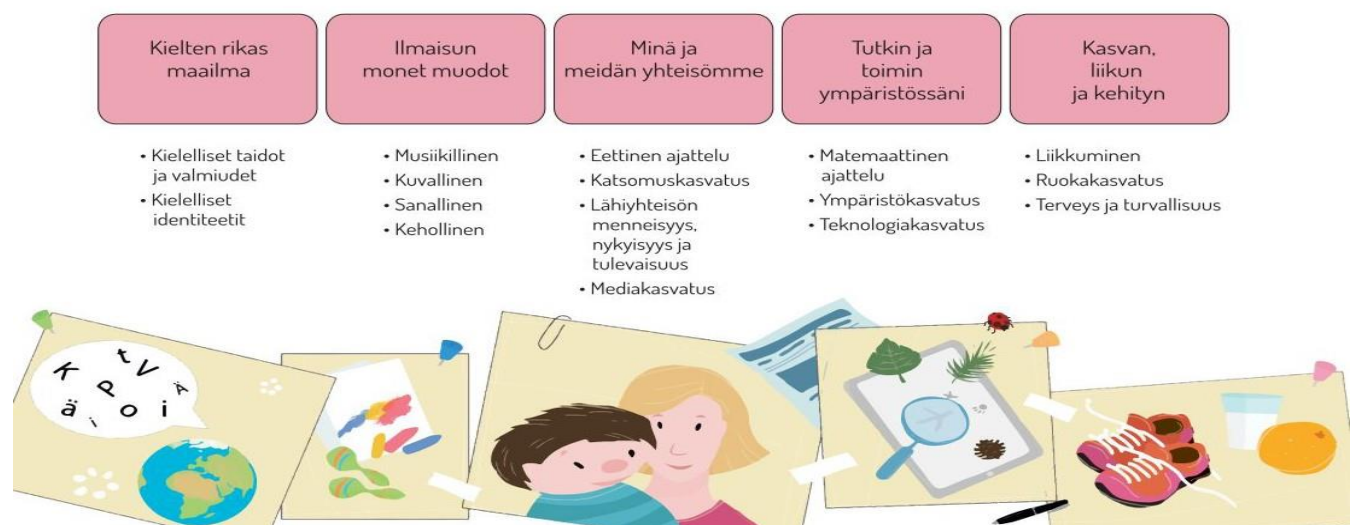 Kielten rikas
maailma
Ilmaisun
monet muodot
Minä ja
meidän yhteisömme
Tutkin ja
toimin
ympäristössäni
Kasvan,
liikun
ja kehityn
• Kielelliset taidot
ja valmiudet
• Kielelliset
identiteetit
• Musiikillinen
• Kuvallinen
• Sanallinen
• Kehollinen
• Eettinen ajattelu
• Katsomuskasvatus
• Lähiyhteisön
menneisyys,
nykyisyys ja
tulevaisuus
• Mediakasvatus
• Matemaattinen
ajattelu
• Ympäristökasvatus
• Teknologiakasvatus
• Liikkuminen
• Ruokakasvatus
• Terveys ja turvallisuus
K t V
P Ä
ä i o i